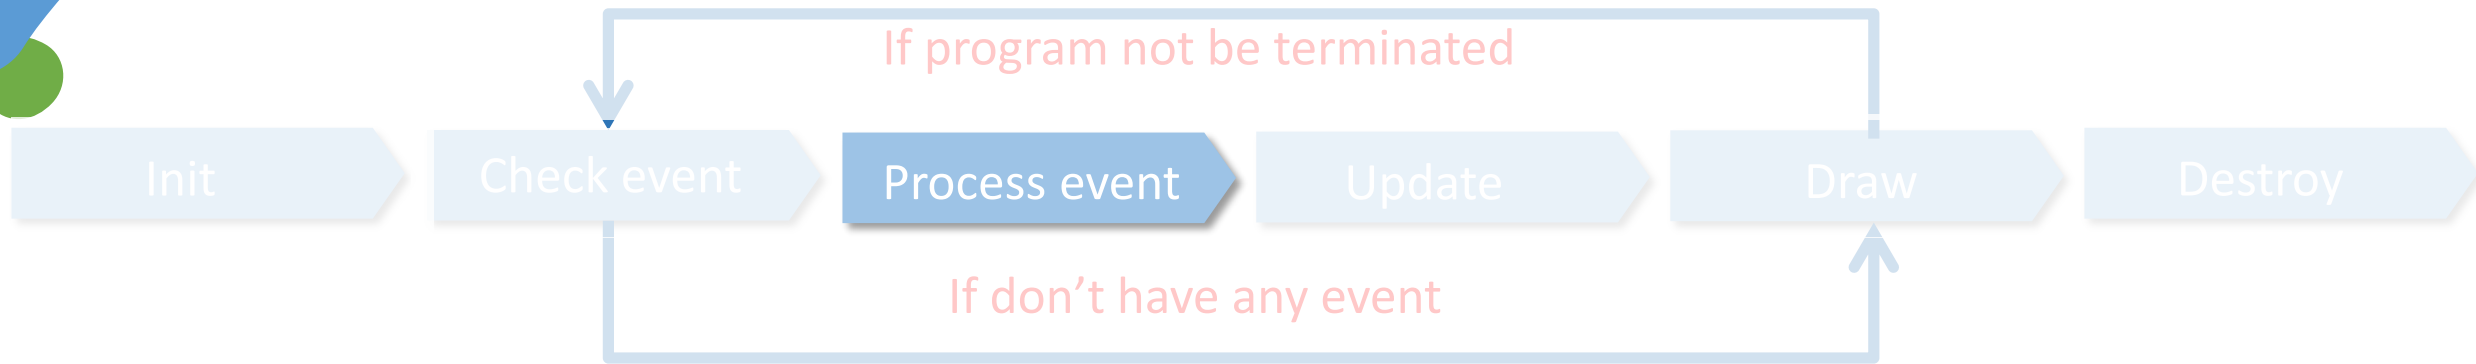 If program not be terminated
Init
Check event
Process event
Update
Draw
Destroy
If don’t have any event